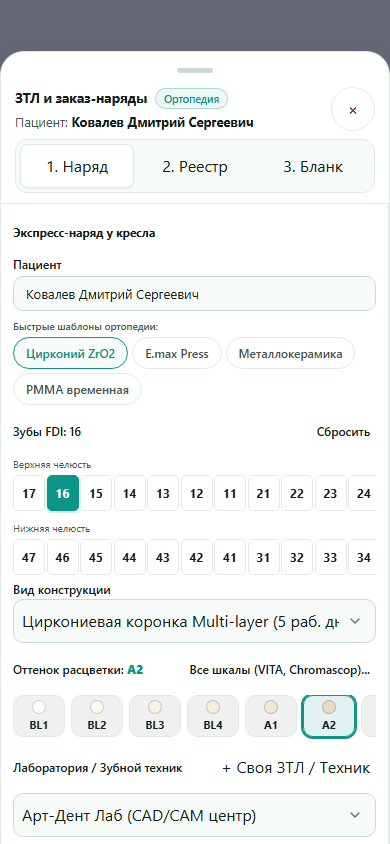 ЗТЛ и заказ-наряды Ортопедия
Пациент: Ковалев Дмитрий Сергеевич
×
1. Наряд 2. Реестр 3. Бланк
Экспресс-наряд у кресла
Пациент
Ковалев Дмитрий Сергеевич
Быстрые шаблоны ортопедии:
Цирконий ZrO2 E.max Press Металлокерамика
PMMA временная
Зубы FDI: 16 Сбросить
Верхняя челюсть
17 16 15 14 13 12 11 21 22 23 24
Нижняя челюсть
47 46 45 44 43 42 41 31 32 33 34
Вид конструкции
Циркониевая коронка Multi-layer (5 раб. дн
Оттенок расцветки: A2 Все шкалы (VITA, Chromascop)...
BL1 BL2 BL3 BL4 A1 A2
Лаборатория / Зубной техник + Своя ЗТЛ / Техник
Арт-Дент Лаб (CAD/CAM центр)